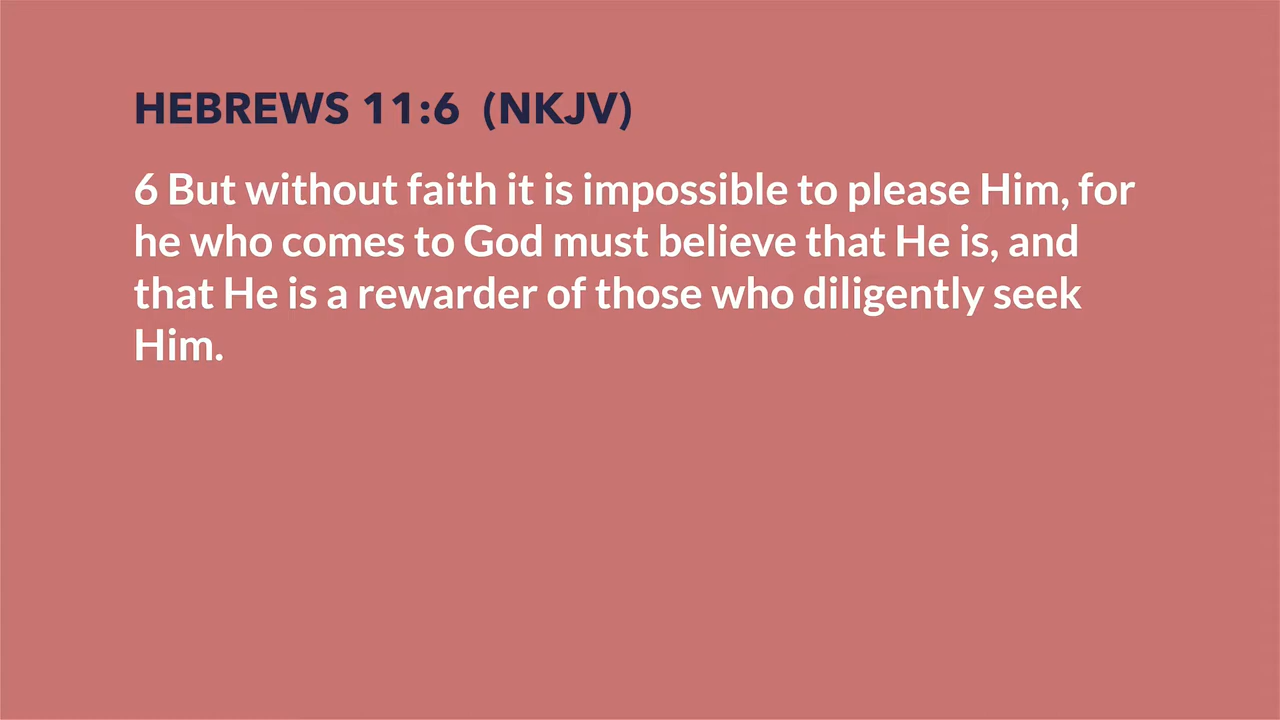 HEBREWS 11:6 (NKJV)
6 But without faith it is impossible to please Him, for
he who comes to God must believe that He is, and
that He is a rewarder of those who diligently seek
Him.